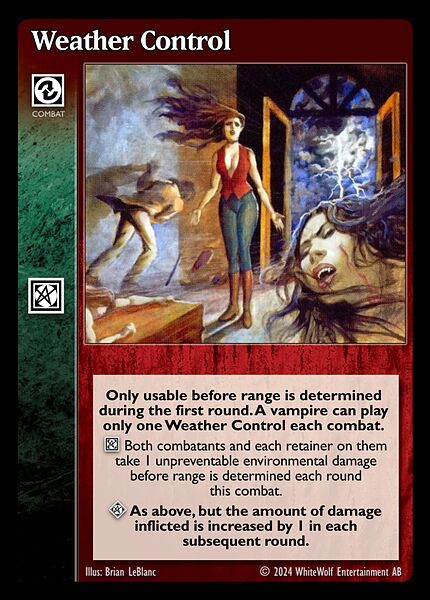 Weather Control
COMBAT
Only usable before range is determined
during the first round. A vampire can play
only one Weather Control each combat.
Both combatants and each retainer on them
take 1 unpreventable environmental damage
before range is determined each round
this combat.
As above, but the amount of damage
inflicted is increased by 1 in each
subsequent round.
Illus: Brian LeBlanc
© 2024 WhiteWolf Entertainment AB